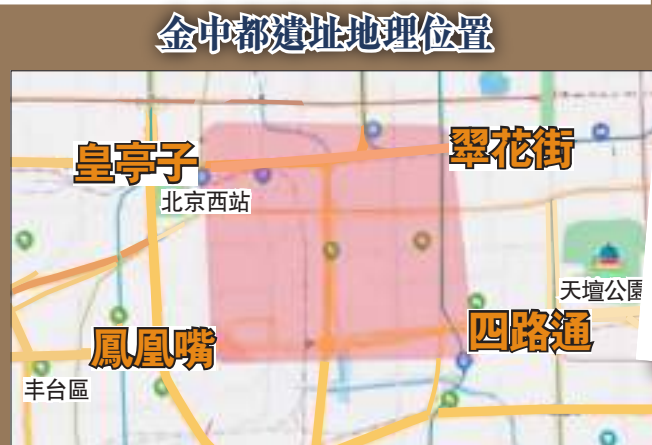 金中都遺址地理位置
皇亭子
翠花街
北京西站
天壇公園
鳳凰嘴
四路通
丰台區